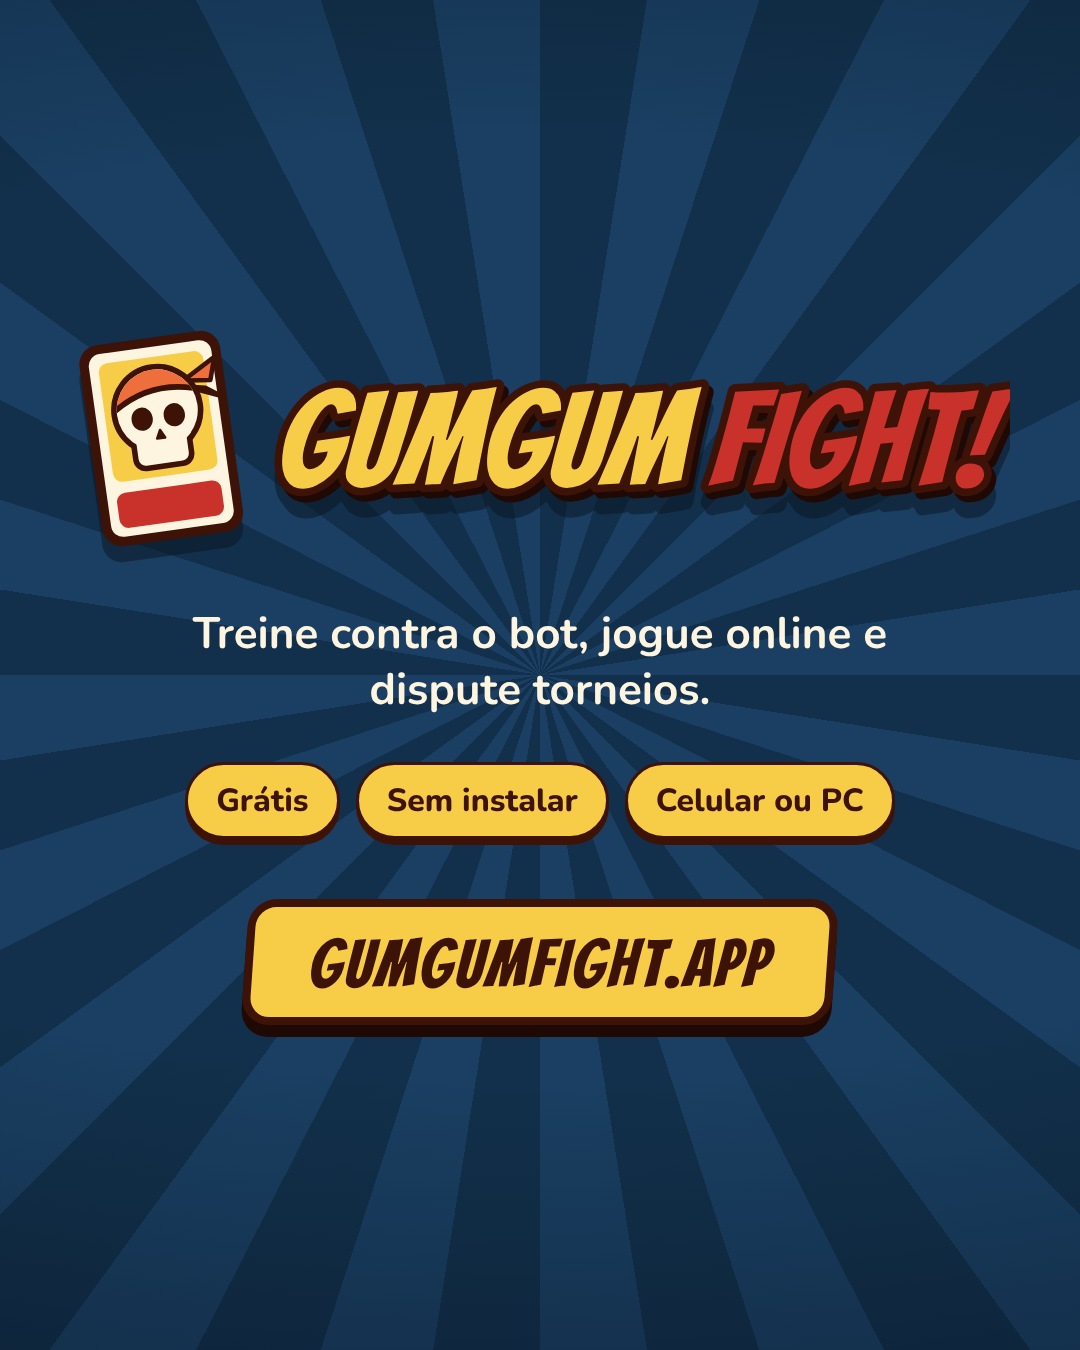 GUMGUM FIGHT!
Treine contra o bot, jogue online e
dispute torneios.
Grátis
Sem instalar
Celular ou PC
GUMGUMFIGHT.APP